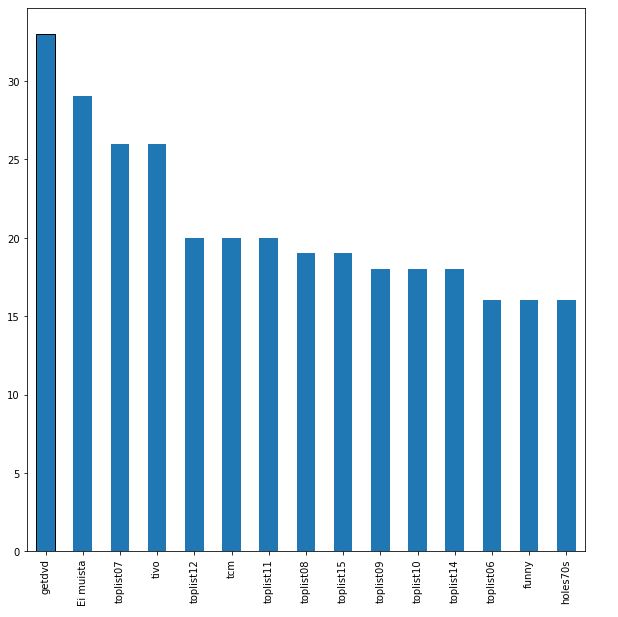 30
25
20
15
10
5
0
getdvd
Ei muista
toplist07
tivo
toplist12
tcm
toplist11
toplist08
toplist15
toplist09
toplist10
toplist14
toplist06
funny
holes70s